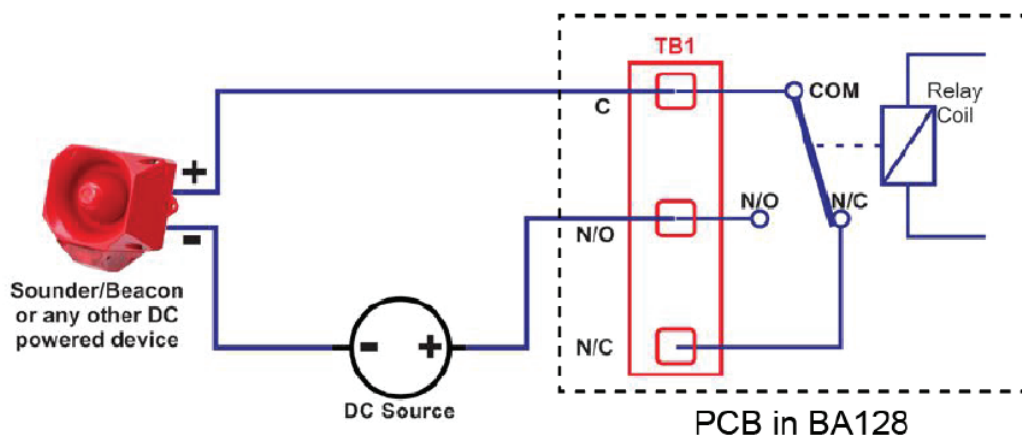 TB1
C
COM
Relay
Coil
+
-
N/O
N/C
N/O
Sounder/Beacon
or any other DC
powered device
- +
N/C
DC Source
PCB in BA128